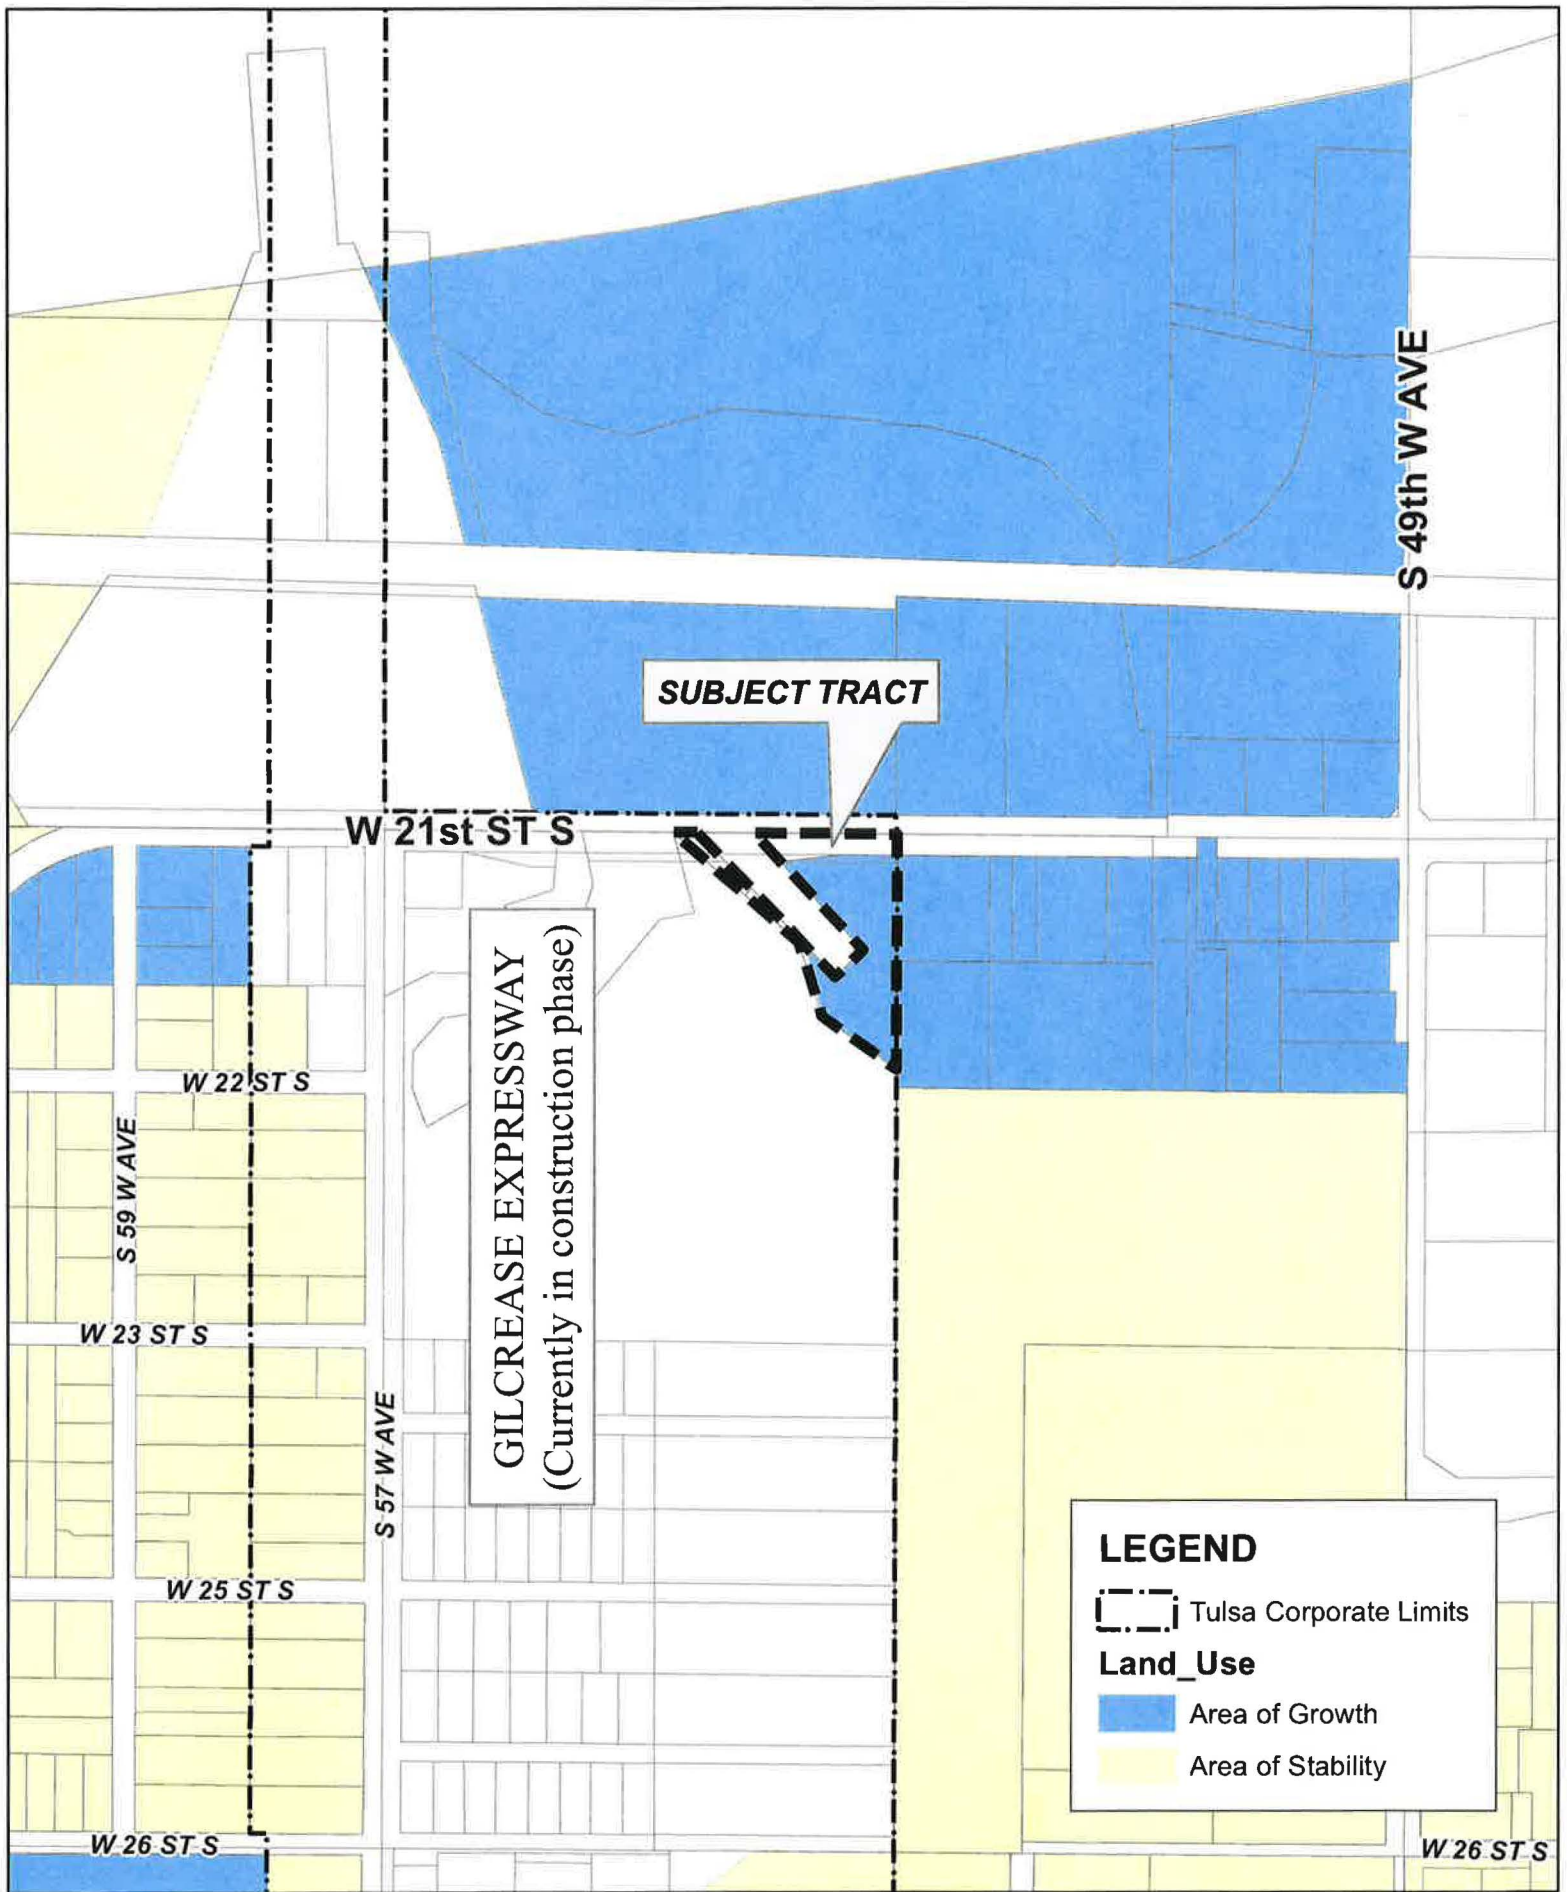 S 49th W AVE
SUBJECT TRACT
W 21st ST S
GILCREASE EXPRESSWAY
(Currently in construction phase)
W 22 ST S
S 59 W AVE
W 23 ST S
S 57 W AVE
W 25 ST S
W 26 ST S
LEGEND
Tulsa Corporate Limits
Land_Use
Area of Growth
Area of Stability
W 26 ST S